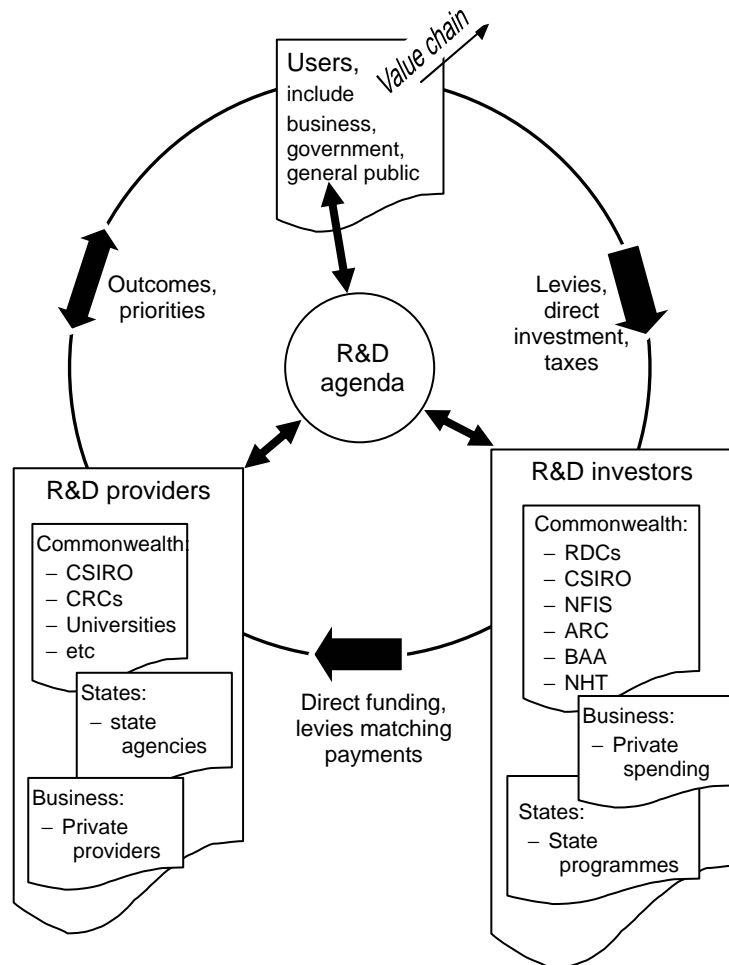 Users,
Value chain
include
business,
government,
general public
Outcomes,
priorities
Levies,
direct
investment,
taxes
R&D
agenda
R&D providers
Commonwealth:
– CSIRO
– CRCs
– Universities
– etc
States:
– state
agencies
Business:
– Private
providers
Direct funding,
levies matching
payments
R&D investors
Commonwealth:
– RDCs
– CSIRO
– NFIS
– ARC
– BAA
– NHT
Business:
– Private
spending
States:
– State
programmes